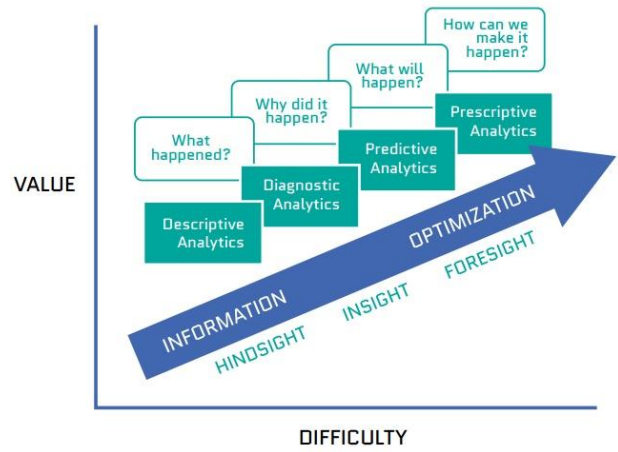 How can we
make it
happen?
What will
happen?
Prescriptive
Analytics
Why did it
happen?
Predictive
Analytics
What
happened?
Diagnostic
Analytics
VALUE
Descriptive
Analytics
OPTIMIZATION
INFORMATION
FORESIGHT
INSIGHT
HINDSIGHT
DIFFICULTY